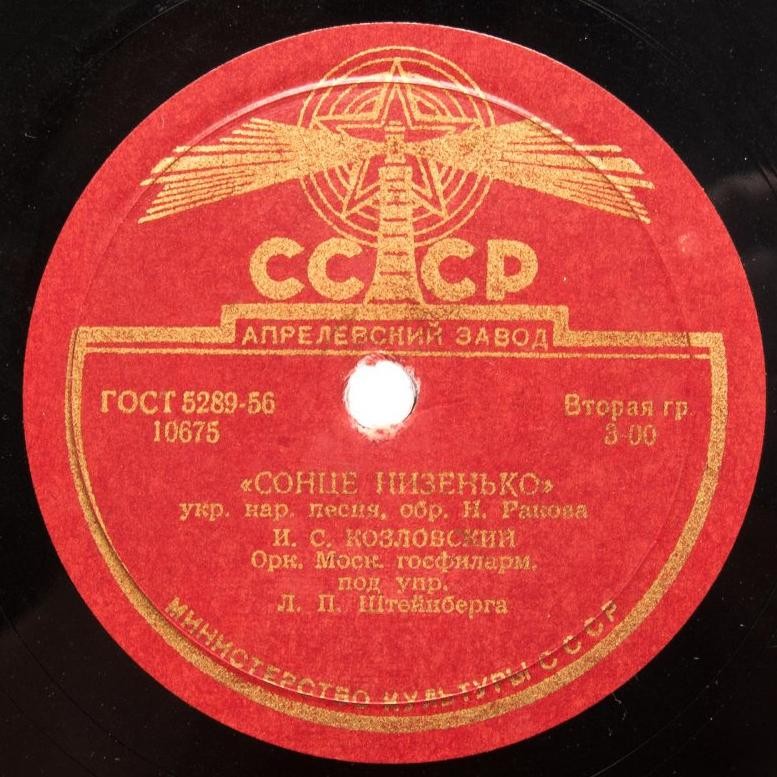 СССР
АПРЕЛЕВСКИЙ ЗАВОД
ГОСТ 5289-56
10675
Вторая гр.
3-00
«СОНЦЕ НИЗЕНЬКО»
укр. нар. песня, обр. Н. Ракова
И. С. КОЗЛОВСКИЙ
Орк. Моск. госфиларм.
под упр.
Л. П. Штейнберга
МИНИСТЕРСТВО КУЛЬТУРЫ СССР